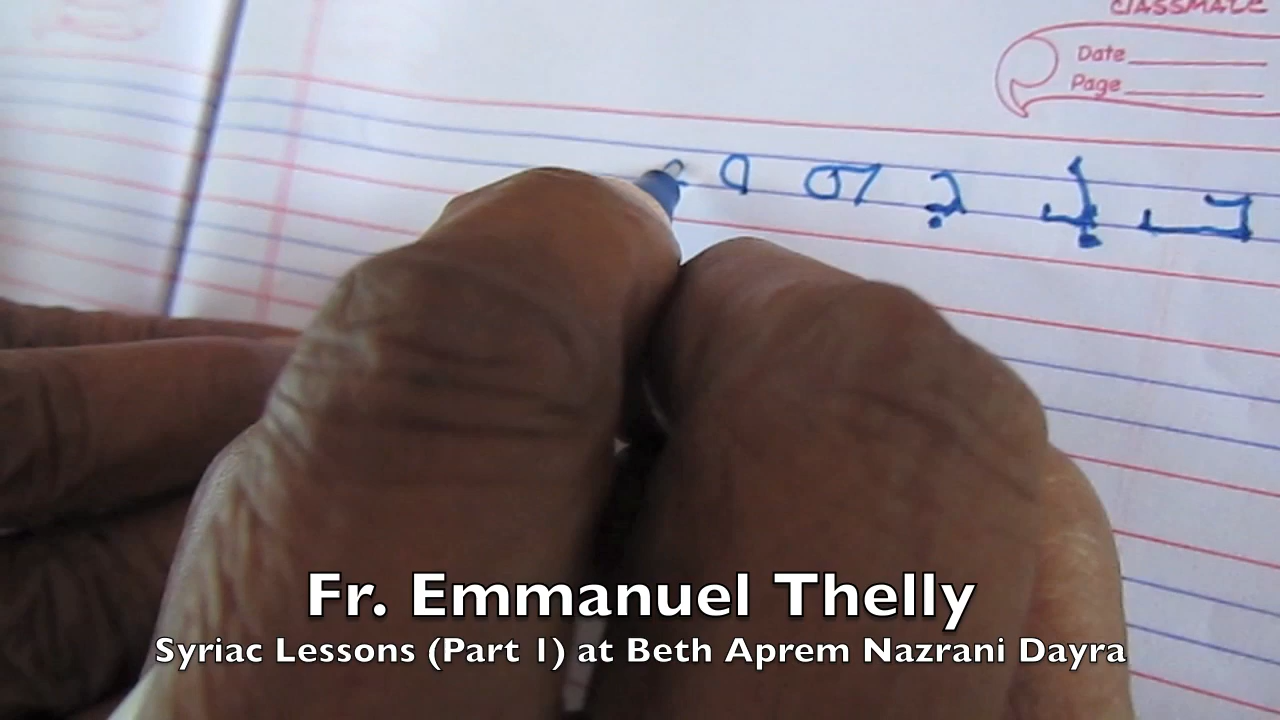 CLASSMATE
Date
Page
ܒ ܓ ܕ ܗ ܘ
Fr. Emmanuel Thelly
Syriac Lessons (Part 1) at Beth Aprem Nazrani Dayra